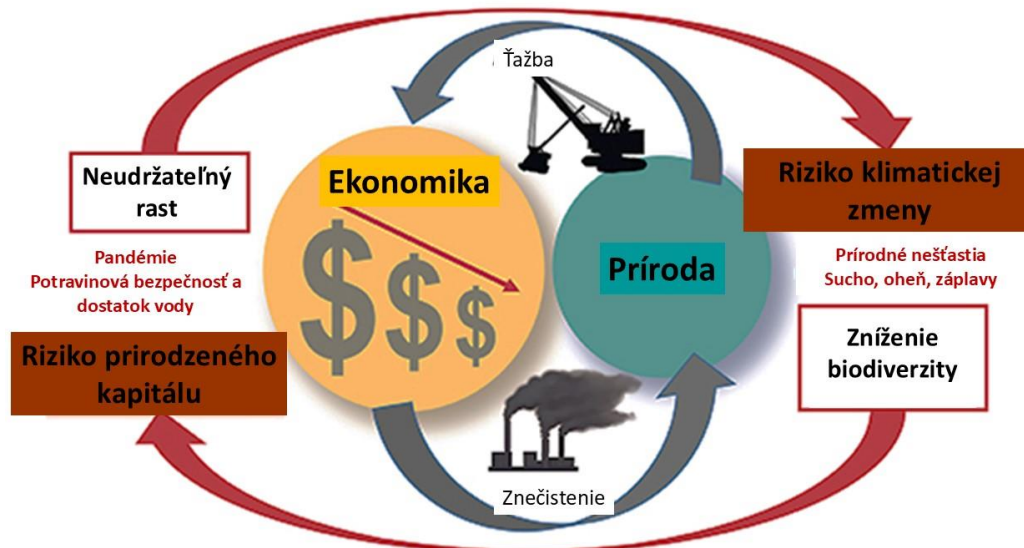 Ťažba
Neudržateľný
rast
Ekonomika
Riziko klimatickej
zmeny
Pandémie
Potravinová bezpečnosť a
dostatok vody
Príroda
Prírodné nešťastia
Sucho, oheň, záplavy
$ $ $
Riziko prirodzeného
kapitálu
Zníženie
biodiverzity
Znečistenie